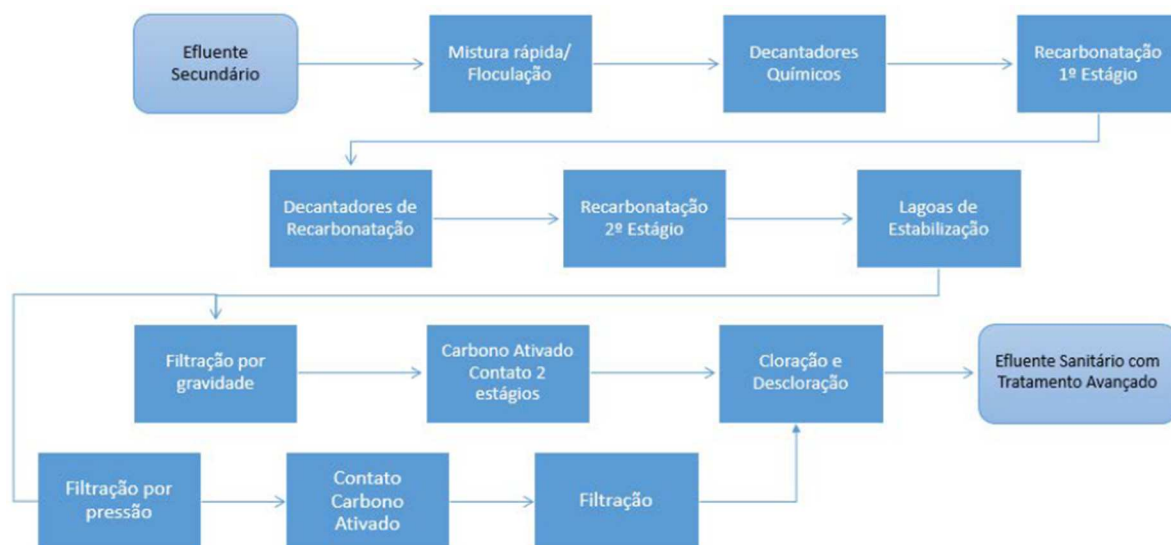 Efluente
Secundário
Mistura rápida/
Floculação
Decantadores
Químicos
Recarbonatação
1º Estágio
Decantadores de
Recarbonatação
Recarbonatação
2º Estágio
Lagoas de
Estabilização
Filtração por
gravidade
Carbono Ativado
Contato 2
estágios
Cloração e
Descloração
Efluente Sanitário com
Tratamento Avançado
Filtração por
pressão
Contato
Carbono
Ativado
Filtração